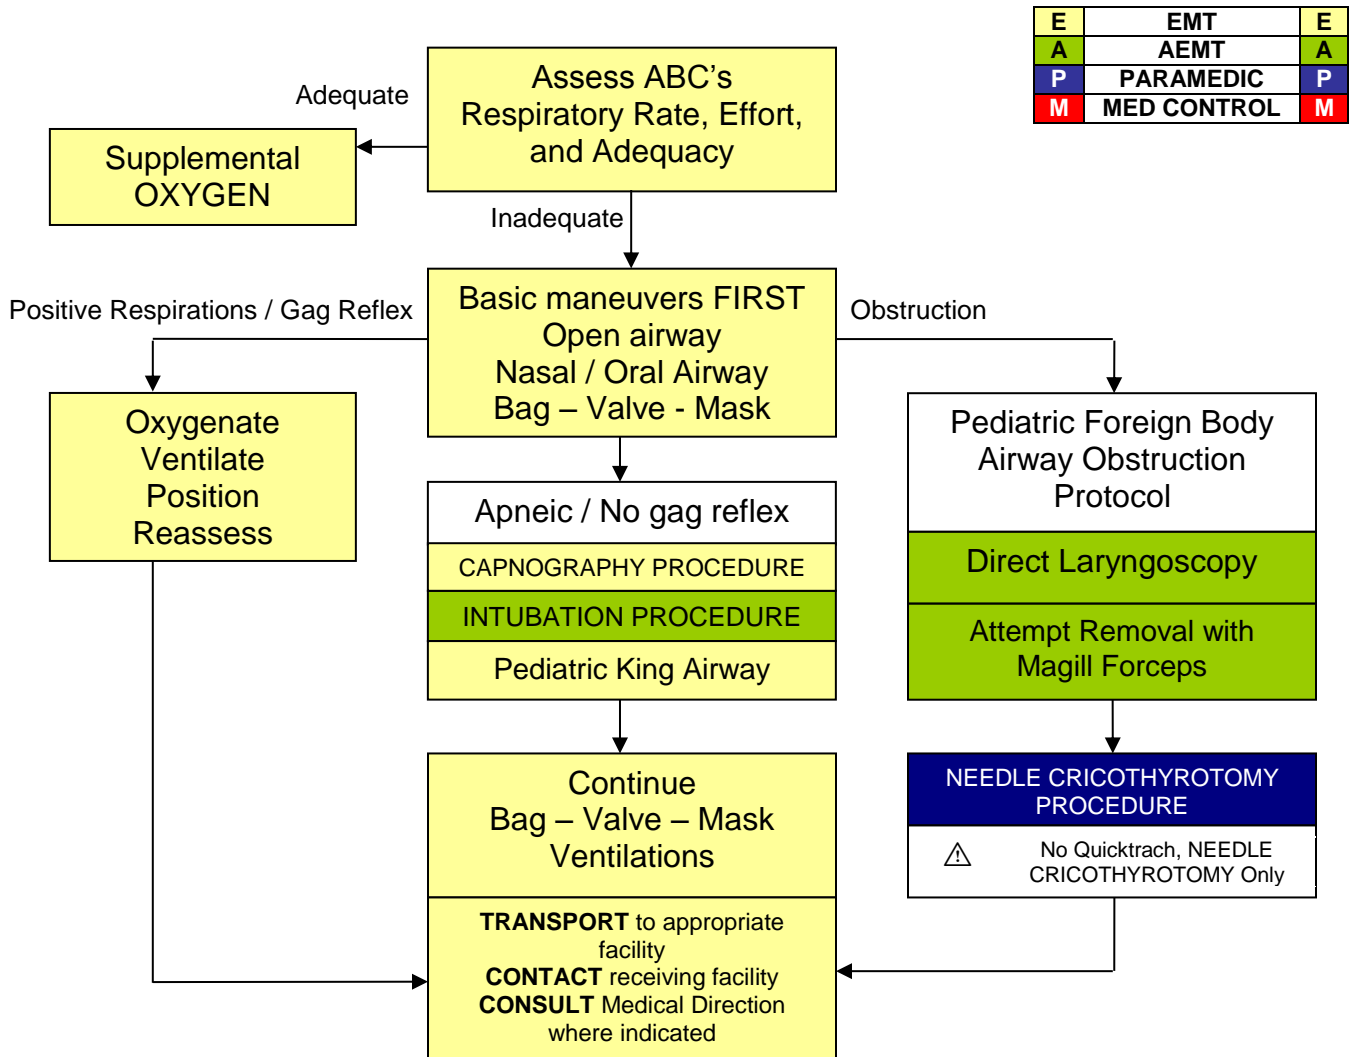 E EMT E
A AEMT A
P PARAMEDIC P
M MED CONTROL M
Assess ABC's
Respiratory Rate, Effort,
and Adequacy
Adequate
Supplemental
OXYGEN
Inadequate
Positive Respirations / Gag Reflex
Basic maneuvers FIRST
Open airway
Nasal / Oral Airway
Bag – Valve - Mask
Obstruction
Oxygenate
Ventilate
Position
Reassess
Apneic / No gag reflex
CAPNOGRAPHY PROCEDURE
INTUBATION PROCEDURE
Pediatric King Airway
Pediatric Foreign Body
Airway Obstruction
Protocol
Direct Laryngoscopy
Attempt Removal with
Magill Forceps
Continue
Bag – Valve – Mask
Ventilations
NEEDLE CRICOTHYROTOMY
PROCEDURE
⚠ No Quicktrach, NEEDLE
CRICOTHYROTOMY Only
TRANSPORT to appropriate
facility
CONTACT receiving facility
CONSULT Medical Direction
where indicated